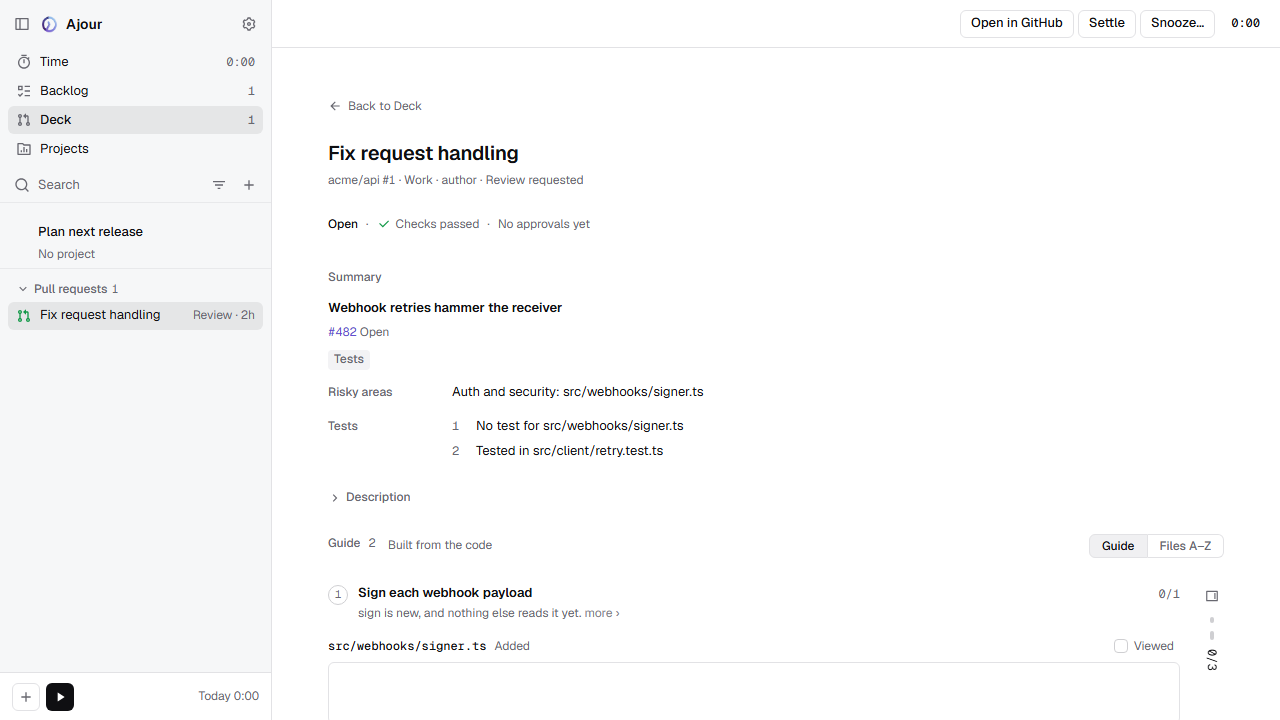 Ajour
Time 0:00
Backlog 1
Deck 1
Projects
Search
Plan next release
No project
Pull requests 1
Fix request handling Review · 2h
Today 0:00
Open in GitHub Settle Snooze… 0:00
Back to Deck
Fix request handling
acme/api #1 · Work · author · Review requested
Open · Checks passed · No approvals yet
Summary
Webhook retries hammer the receiver
#482 Open
Tests
Risky areas Auth and security: src/webhooks/signer.ts
Tests 1 No test for src/webhooks/signer.ts
2 Tested in src/client/retry.test.ts
Description
Guide 2 Built from the code Guide Files A–Z
1 Sign each webhook payload 0/1
sign is new, and nothing else reads it yet. more ›
src/webhooks/signer.ts Added Viewed
0/3